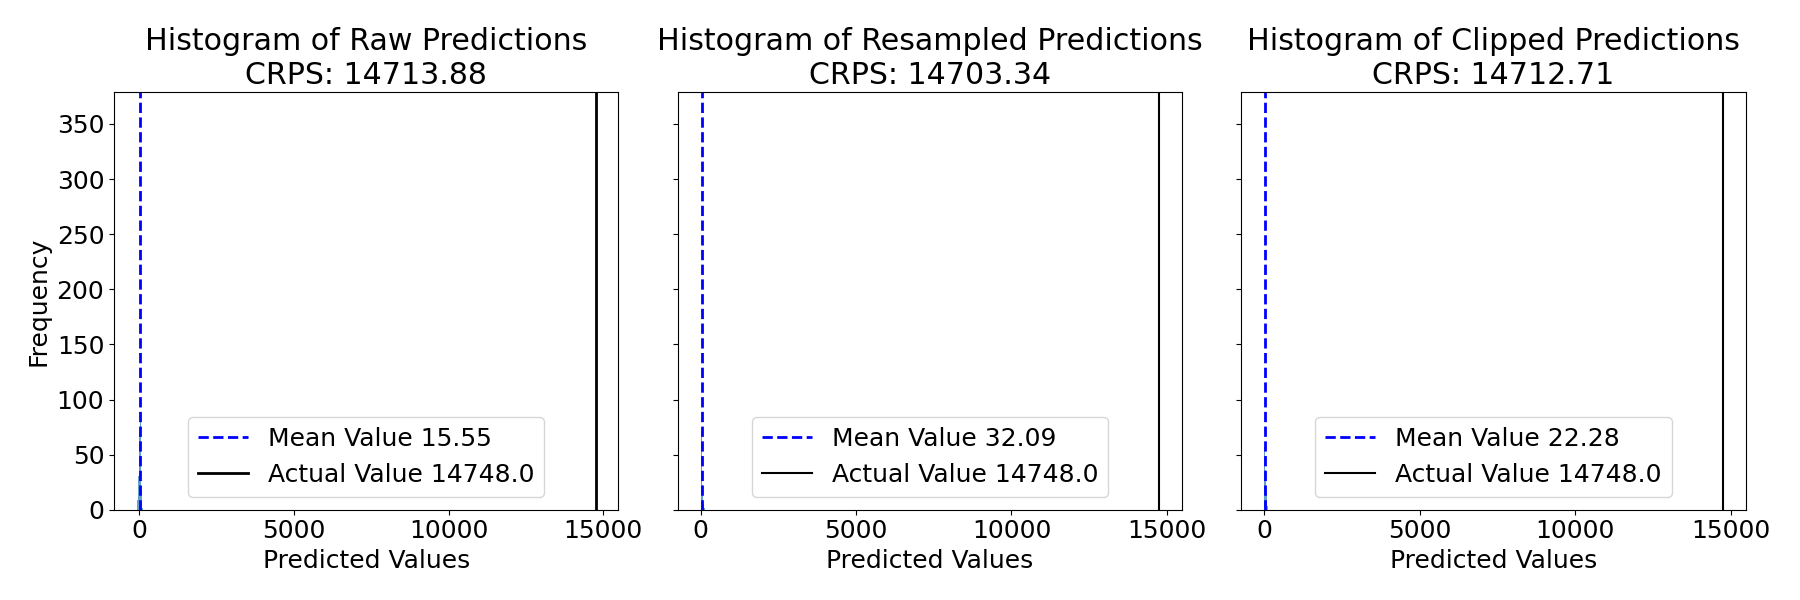 Histogram of Raw Predictions
CRPS: 14713.88
Frequency
350
300
250
200
150
100
50
0
Mean Value 15.55
Actual Value 14748.0
0 5000 10000 15000
Predicted Values
Histogram of Resampled Predictions
CRPS: 14703.34
Mean Value 32.09
Actual Value 14748.0
0 5000 10000 15000
Predicted Values
Histogram of Clipped Predictions
CRPS: 14712.71
Mean Value 22.28
Actual Value 14748.0
0 5000 10000 15000
Predicted Values